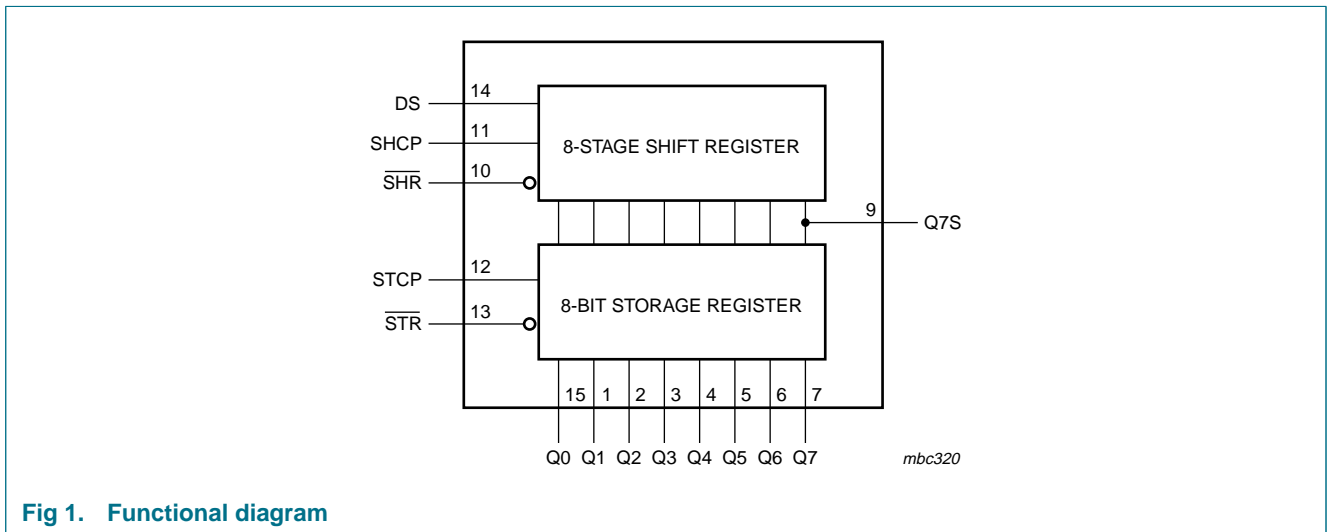 DS
14
SHCP
11
8-STAGE SHIFT REGISTER
SHR
10
9
Q7S
STCP
12
8-BIT STORAGE REGISTER
STR
13
15 1 2 3 4 5 6 7
Q0 Q1 Q2 Q3 Q4 Q5 Q6 Q7
mbc320
Fig 1. Functional diagram